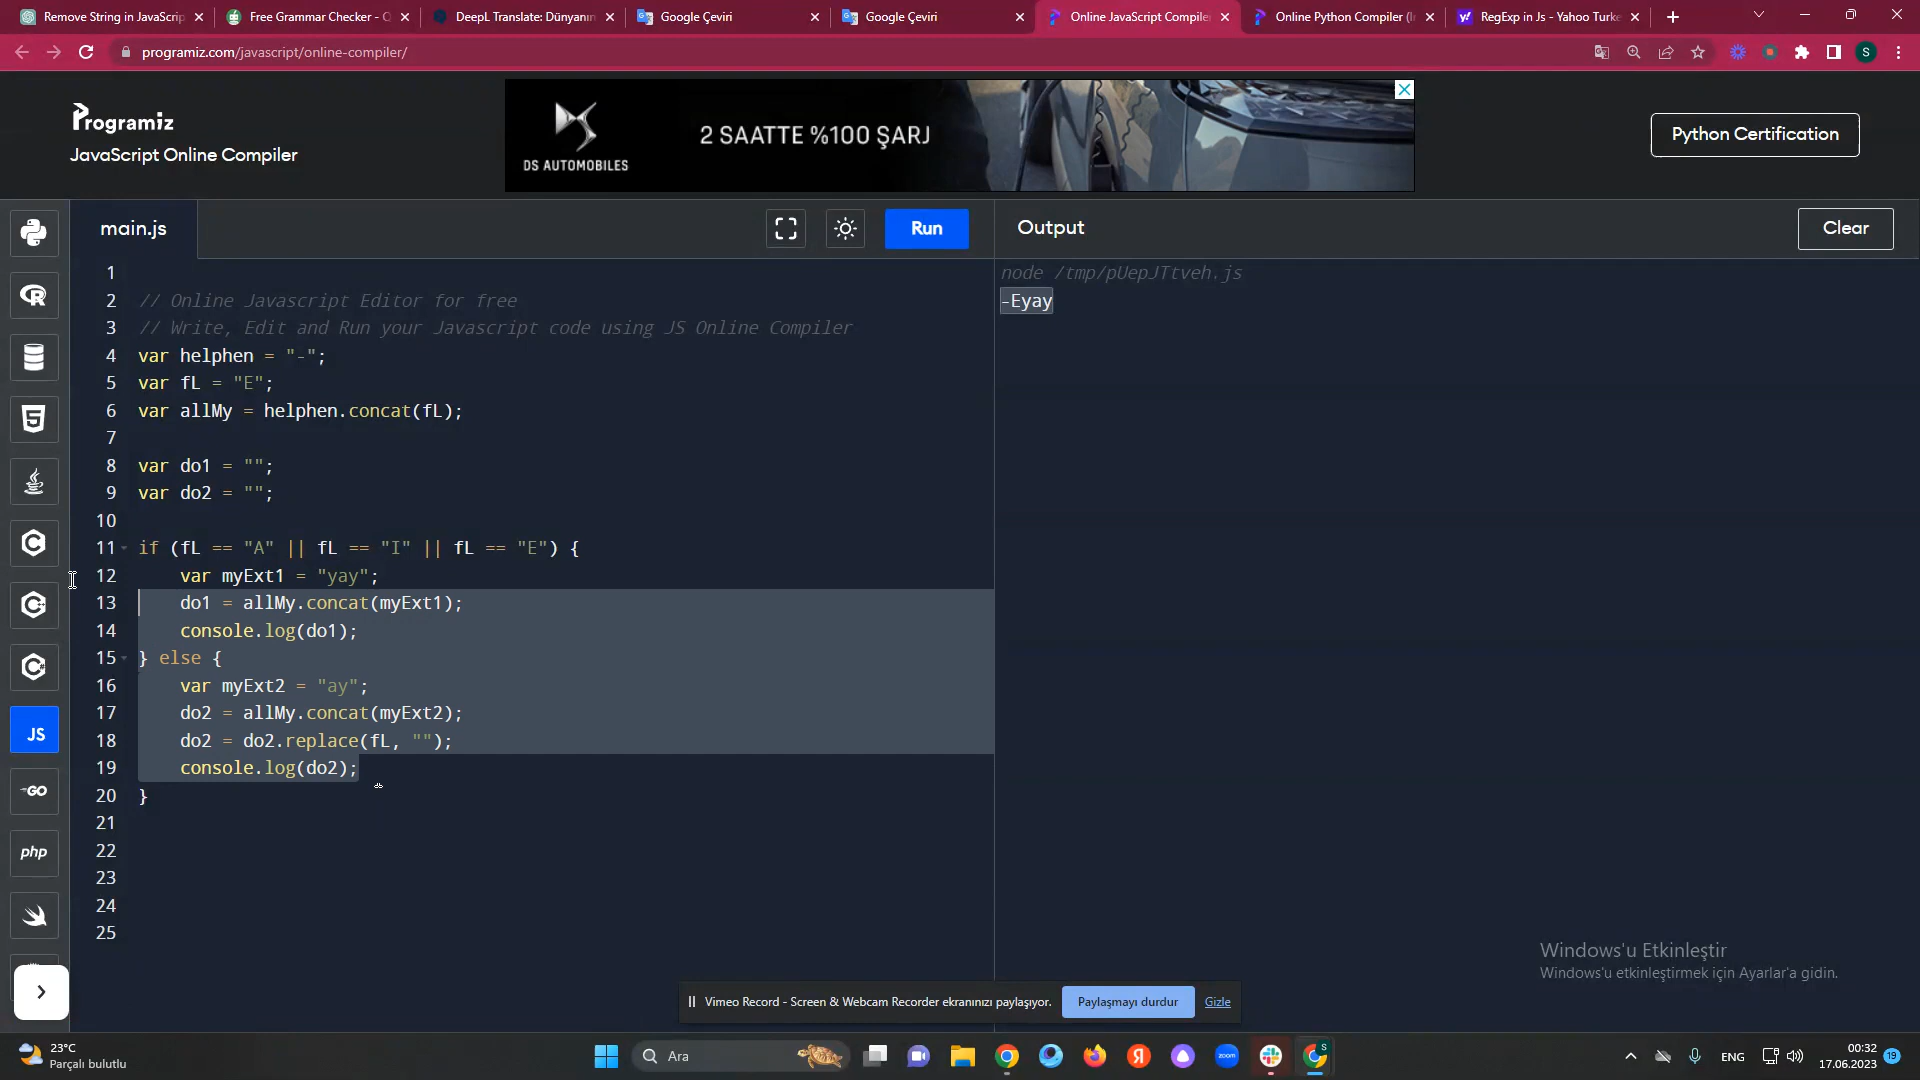 Remove String in JavaScrip
Free Grammar Checker - Q
DeepL Translate: Dünyanın
Google Çeviri
Google Çeviri
Online JavaScript Compiler
Online Python Compiler (In
RegExp in Js - Yahoo Turke
programiz.com/javascript/online-compiler/
S
Programiz
JavaScript Online Compiler
DS AUTOMOBILES
2 SAATTE %100 ŞARJ
Python Certification
main.js
Run
Output
Clear
1
2 // Online Javascript Editor for free
3 // Write, Edit and Run your Javascript code using JS Online Compiler
4 var helphen = "-";
5 var fL = "E";
6 var allMy = helphen.concat(fL);
7
8 var do1 = "";
9 var do2 = "";
10
11 if (fL == "A" || fL == "I" || fL == "E") {
12 var myExt1 = "yay";
13 do1 = allMy.concat(myExt1);
14 console.log(do1);
15 } else {
16 var myExt2 = "ay";
17 do2 = allMy.concat(myExt2);
18 do2 = do2.replace(fL, "");
19 console.log(do2);
20 }
21
22
23
24
25
node /tmp/pUepJTtveh.js
-Eyay
JS
GO
php
Windows'u Etkinleştir
Windows'u etkinleştirmek için Ayarlar'a gidin.
Vimeo Record - Screen & Webcam Recorder ekranınızı paylaşıyor.
Paylaşmayı durdur
Gizle
23°C
Parçalı bulutlu
Ara
zoom
ENG
00:32
17.06.2023
19